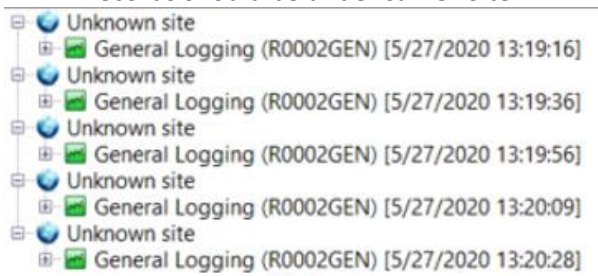 Unknown site
General Logging (R0002GEN) [5/27/2020 13:19:16]
Unknown site
General Logging (R0002GEN) [5/27/2020 13:19:36]
Unknown site
General Logging (R0002GEN) [5/27/2020 13:19:56]
Unknown site
General Logging (R0002GEN) [5/27/2020 13:20:09]
Unknown site
General Logging (R0002GEN) [5/27/2020 13:20:28]